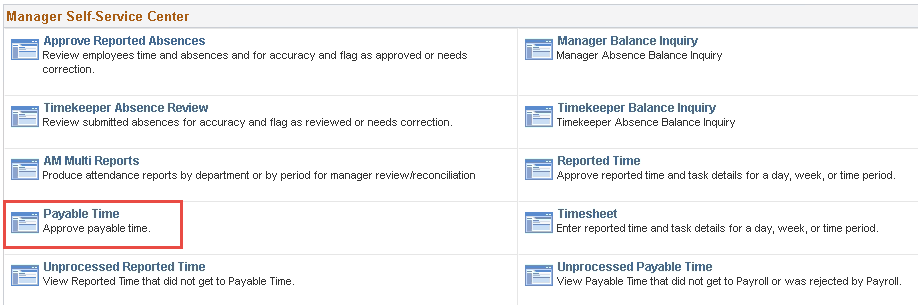 Manager Self-Service Center
Approve Reported Absences
Review employees time and absences and for accuracy and flag as approved or needs
correction.
Manager Balance Inquiry
Manager Absence Balance Inquiry
Timekeeper Absence Review
Review submitted absences for accuracy and flag as reviewed or needs correction.
Timekeeper Balance Inquiry
Timekeeper Absence Balance Inquiry
AM Multi Reports
Produce attendance reports by department or by period for manager review/reconciliation
Reported Time
Approve reported time and task details for a day, week, or time period.
Payable Time
Approve payable time.
Timesheet
Enter reported time and task details for a day, week, or time period.
Unprocessed Reported Time
View Reported Time that did not get to Payable Time.
Unprocessed Payable Time
View Payable Time that did not get to Payroll or was rejected by Payroll.